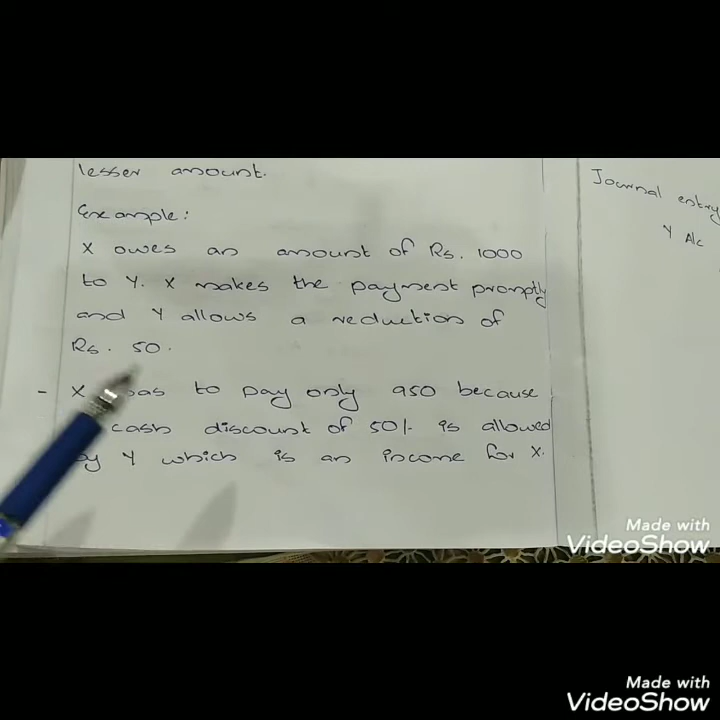 lesser amount.
Example:
X owes an amount of Rs. 1000
to Y. X makes the payment promptly
and Y allows a reduction of
Rs. 50.
- X has to pay only 950 because
cash discount of 50/- is allowed
by Y which is an income for X.
Journal entry
Y A/c
Made with
VideoShow
Made with
VideoShow